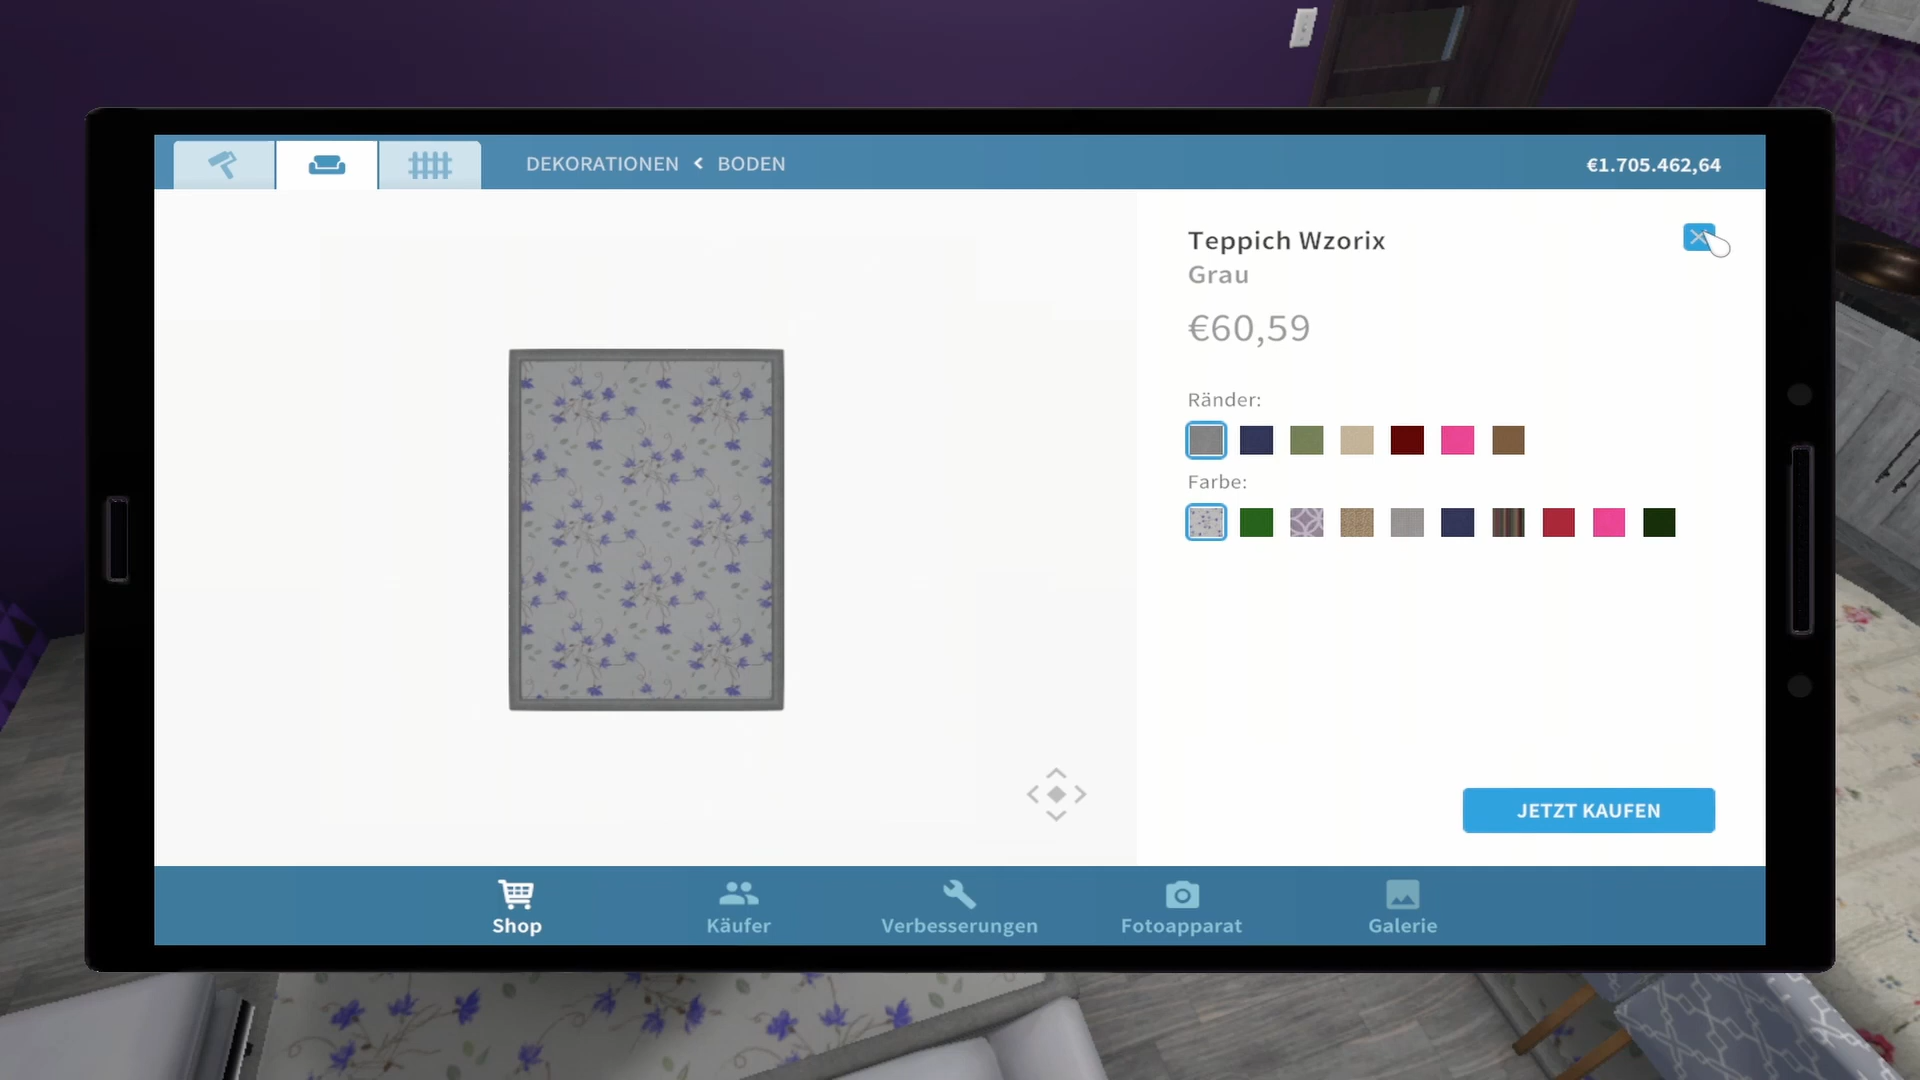 DEKORATIONEN < BODEN
€1.705.462,64
Teppich Wzorix
Grau
€60,59
Ränder:
Farbe:
JETZT KAUFEN
Shop
Käufer
Verbesserungen
Fotoapparat
Galerie